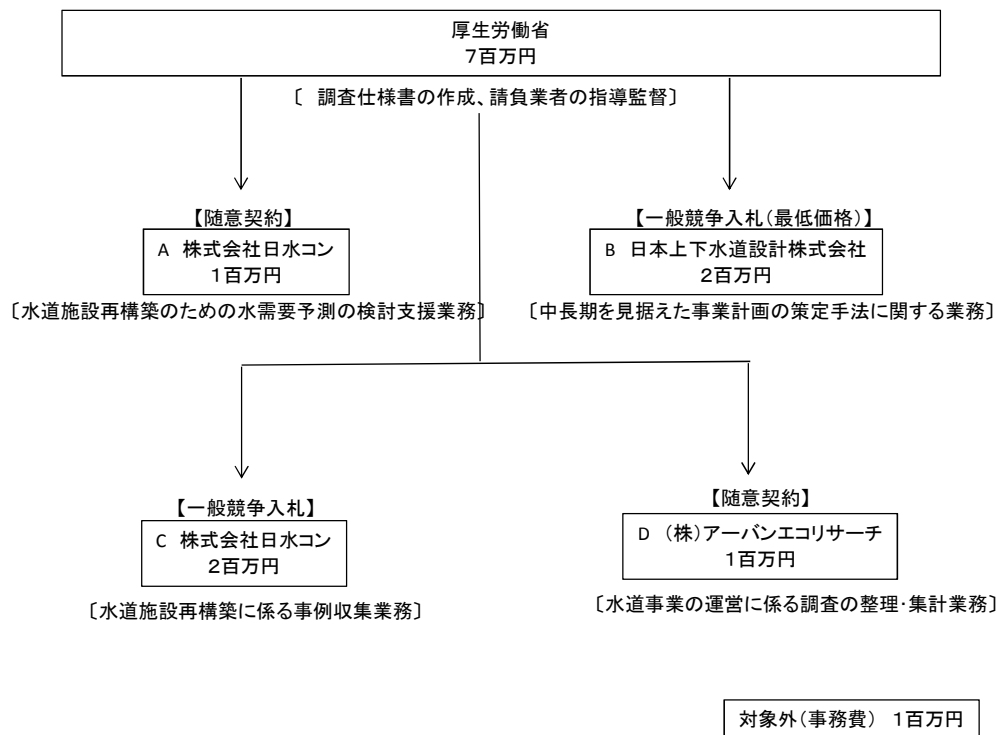 厚生労働省
７百万円
〔　調査仕様書の作成、請負業者の指導監督〕
【随意契約】
A　株式会社日水コン
１百万円
〔水道施設再構築のための水需要予測の検討支援業務〕
【一般競争入札（最低価格）】
B　日本上下水道設計株式会社
２百万円
〔中長期を見据えた事業計画の策定手法に関する業務〕
【一般競争入札】
C　株式会社日水コン
２百万円
〔水道施設再構築に係る事例収集業務〕
【随意契約】
D　（株）アーバンエコリサーチ
１百万円
〔水道事業の運営に係る調査の整理・集計業務〕
対象外（事務費）　１百万円